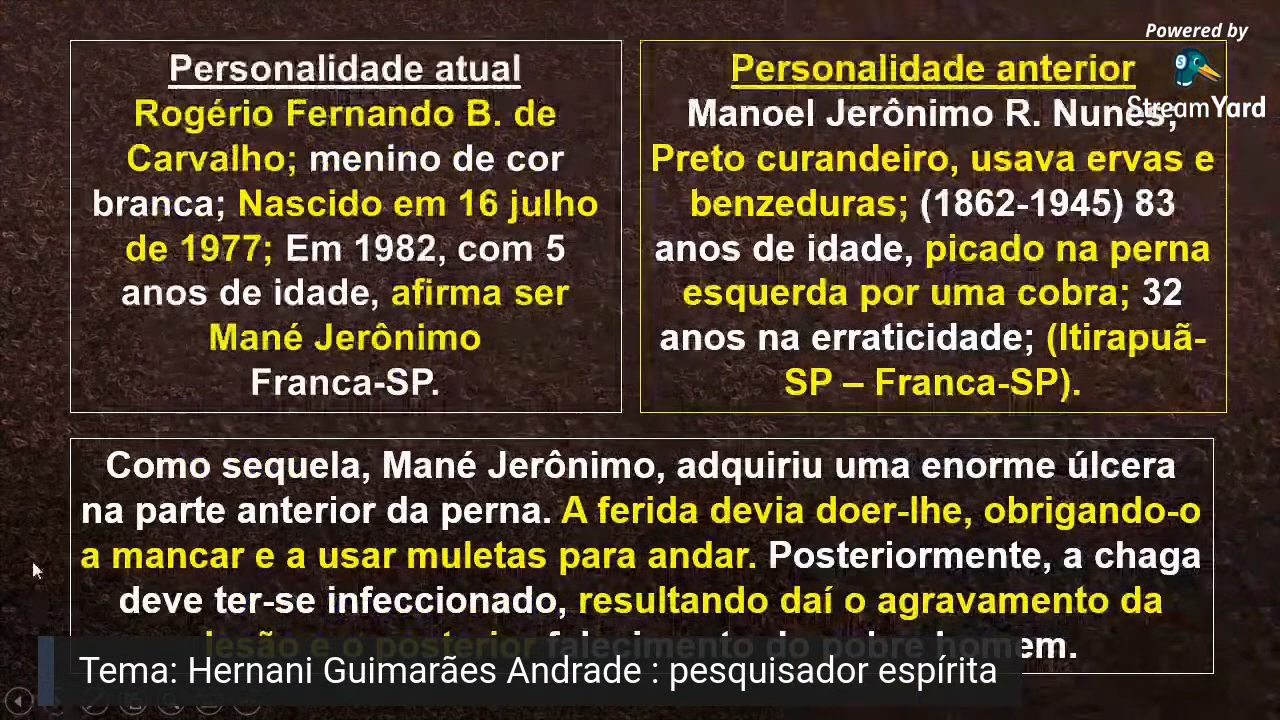 Powered by
StreamYard
Personalidade atual
Rogério Fernando B. de
Carvalho; menino de cor
branca; Nascido em 16 julho
de 1977; Em 1982, com 5
anos de idade, afirma ser
Mané Jerônimo
Franca-SP.
Personalidade anterior
Manoel Jerônimo R. Nunes,
Preto curandeiro, usava ervas e
benzeduras; (1862-1945) 83
anos de idade, picado na perna
esquerda por uma cobra; 32
anos na erraticidade; (Itirapuã-
SP – Franca-SP).
Como sequela, Mané Jerônimo, adquiriu uma enorme úlcera
na parte anterior da perna. A ferida devia doer-lhe, obrigando-o
a mancar e a usar muletas para andar. Posteriormente, a chaga
deve ter-se infeccionado, resultando daí o agravamento da
lesão e o posterior falecimento do pobre homem.
Tema: Hernani Guimarães Andrade : pesquisador espírita